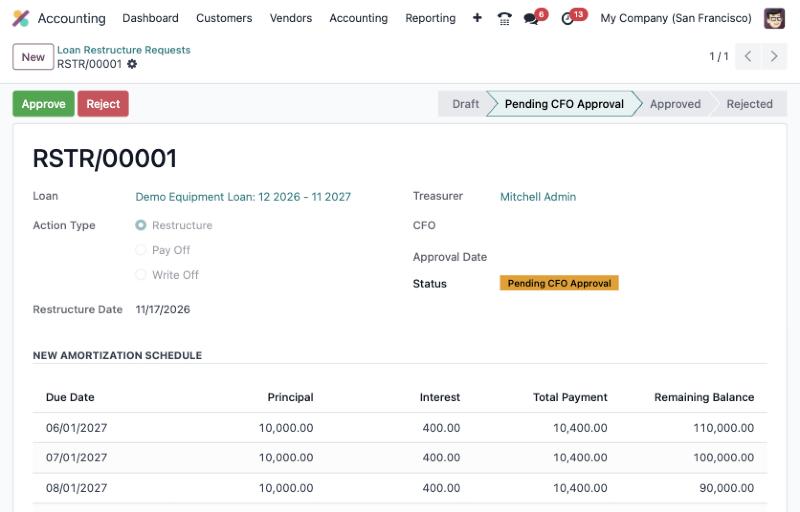 Accounting Dashboard Customers Vendors Accounting Reporting + 6 13 My Company (San Francisco)
New Loan Restructure Requests
RSTR/00001 1 / 1
Approve Reject Draft Pending CFO Approval Approved Rejected
RSTR/00001
Loan Demo Equipment Loan: 12 2026 - 11 2027 Treasurer Mitchell Admin
Action Type Restructure CFO
Pay Off Approval Date
Write Off Status Pending CFO Approval
Restructure Date 11/17/2026
NEW AMORTIZATION SCHEDULE
Due Date Principal Interest Total Payment Remaining Balance
06/01/2027 10,000.00 400.00 10,400.00 110,000.00
07/01/2027 10,000.00 400.00 10,400.00 100,000.00
08/01/2027 10,000.00 400.00 10,400.00 90,000.00